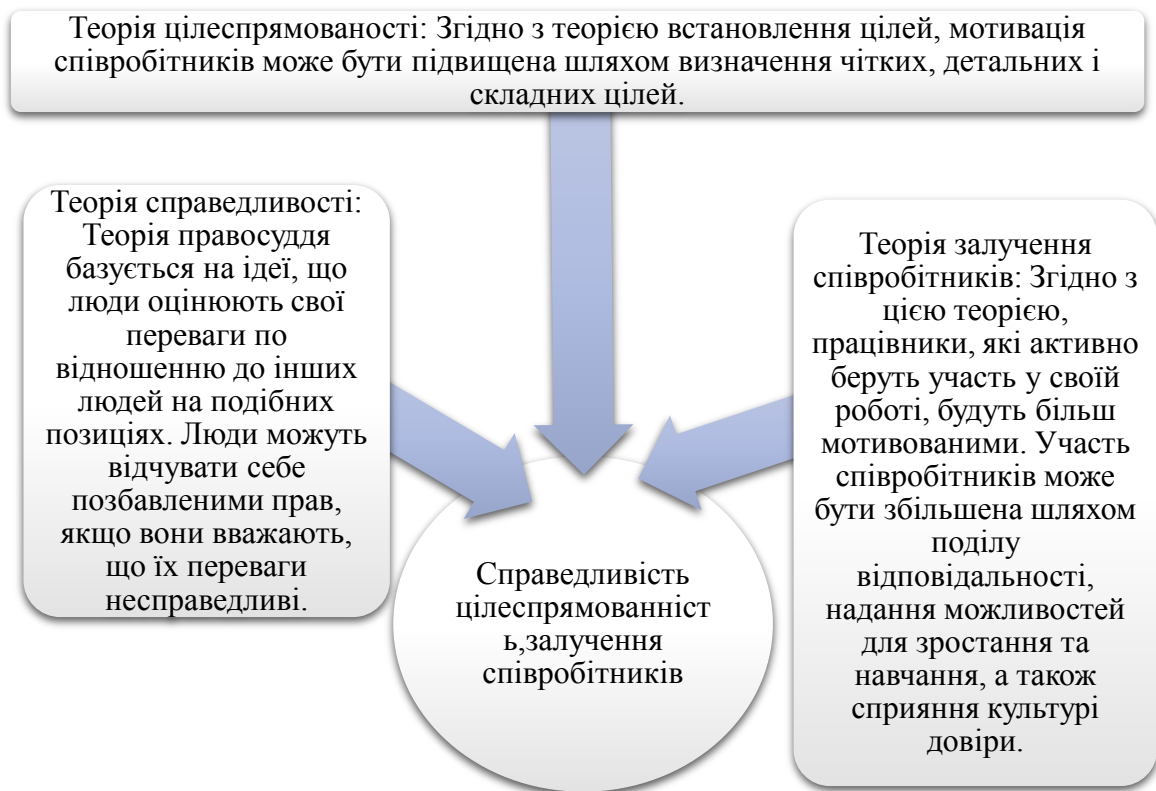 Теорія цілеспрямованості: Згідно з теорією встановлення цілей, мотивація
співробітників може бути підвищена шляхом визначення чітких, детальних і
складних цілей.
Теорія справедливості:
Теорія правосуддя
базується на ідеї, що
люди оцінюють свої
переваги по
відношенню до інших
людей на подібних
позиціях. Люди можуть
відчувати себе
позбавленими прав,
якщо вони вважають,
що їх переваги
несправедливі.
Теорія залучення
співробітників: Згідно з
цією теорією,
працівники, які активно
беруть участь у своїй
роботі, будуть більш
мотивованими. Участь
співробітників може
бути збільшена шляхом
поділу
відповідальності,
надання можливостей
для зростання та
навчання, а також
сприяння культурі
довіри.
Справедливість
цілеспрямованніст
ь,залучення
співробітників